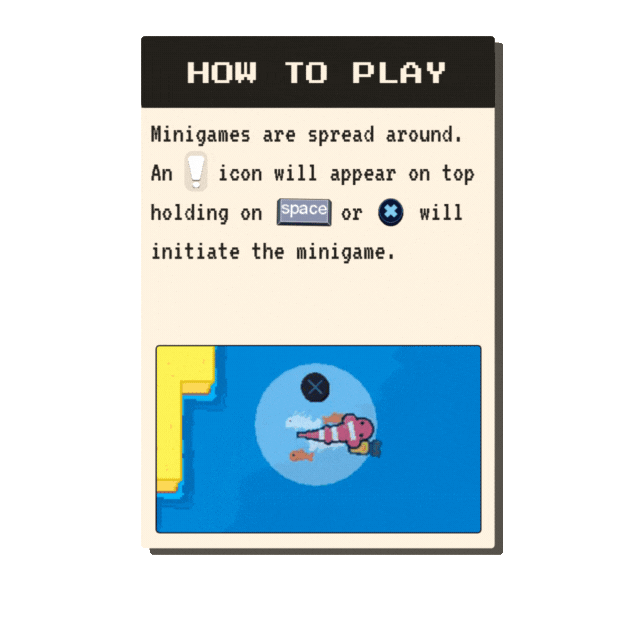 HOW TO PLAY
Minigames are spread around.
An ! icon will appear on top
holding on space or will
initiate the minigame.